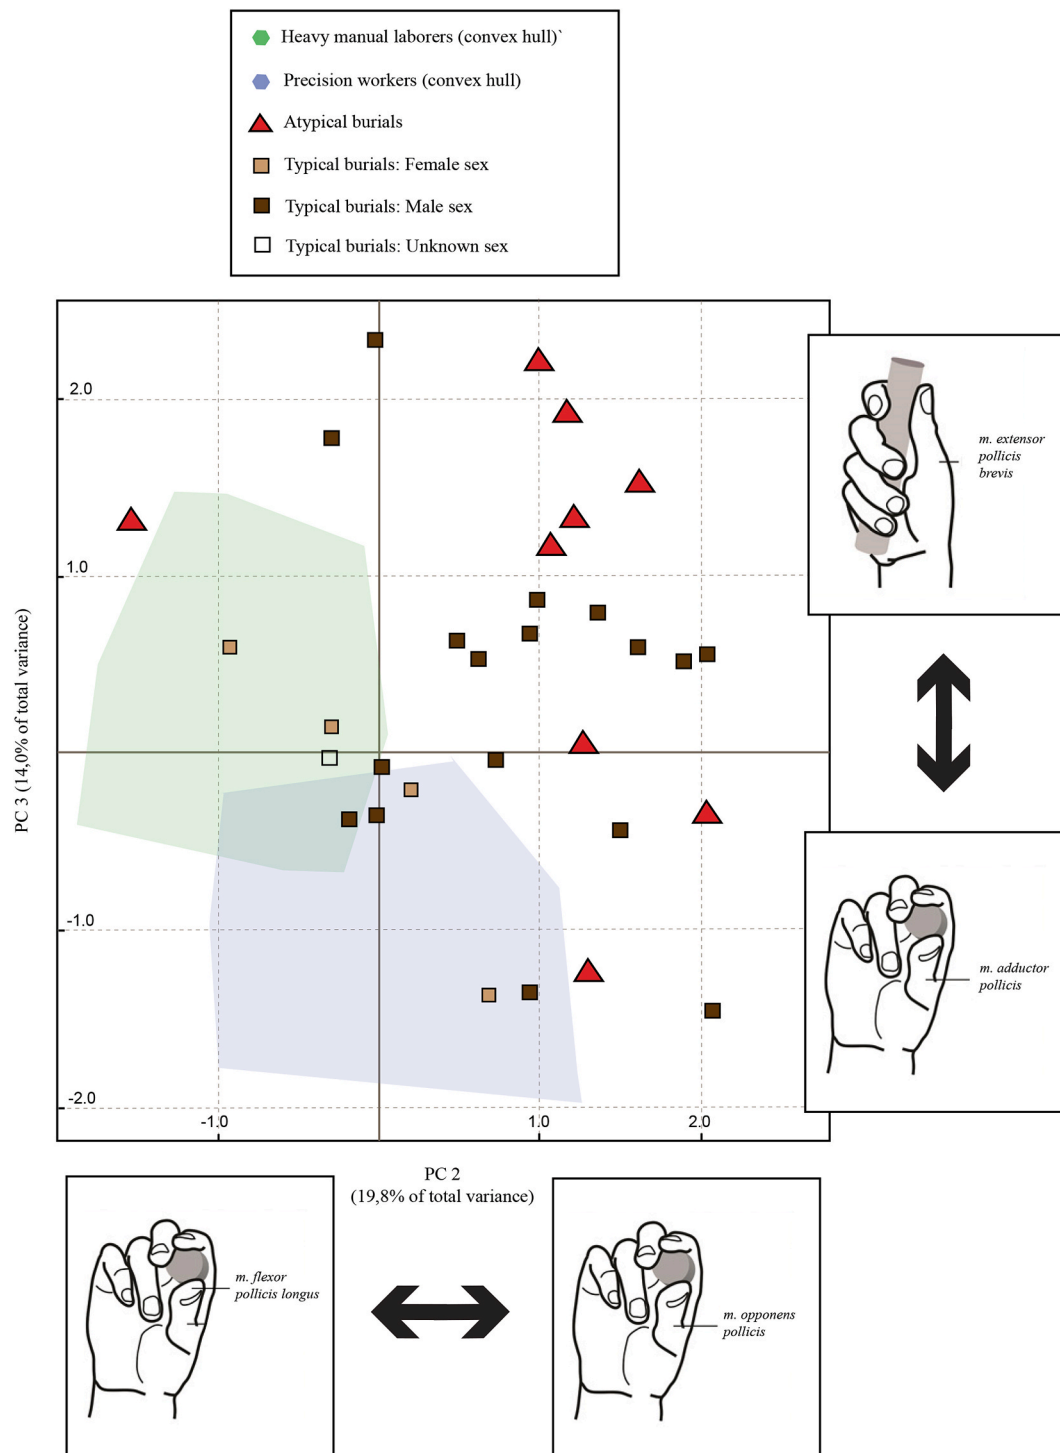 Heavy manual laborers (convex hull)`
Precision workers (convex hull)
Atypical burials
Typical burials: Female sex
Typical burials: Male sex
Typical burials: Unknown sex
2.0
1.0
-1.0
-2.0
-1.0
1.0
2.0
PC 3 (14,0% of total variance)
PC 2
(19,8% of total variance)
m. extensor
pollicis
brevis
m. adductor
pollicis
m. flexor
pollicis longus
m. opponens
pollicis